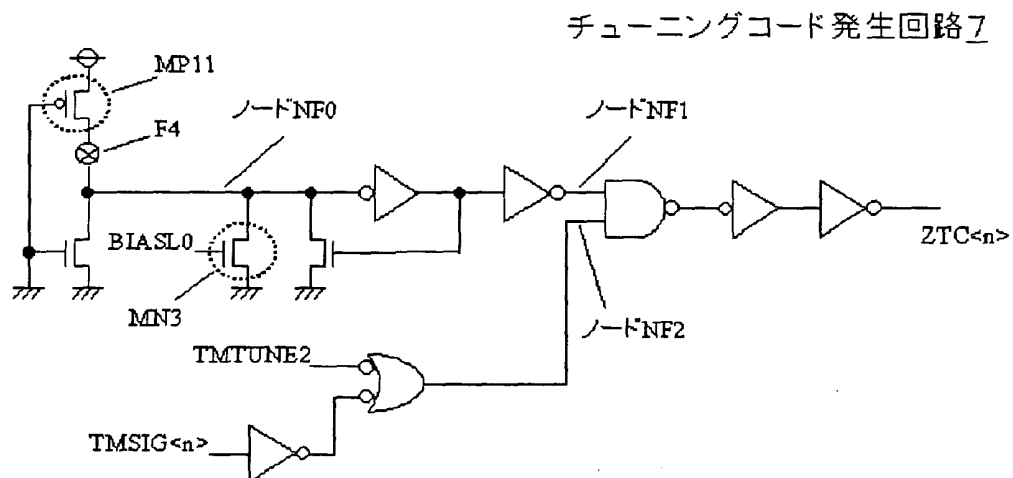 チューニングコード発生回路7
MP11
F4
ノードNF0
ノードNF1
BIASL0
MN3
ZTC<n>
ノードNF2
TMTUNE2
TMSIG<n>